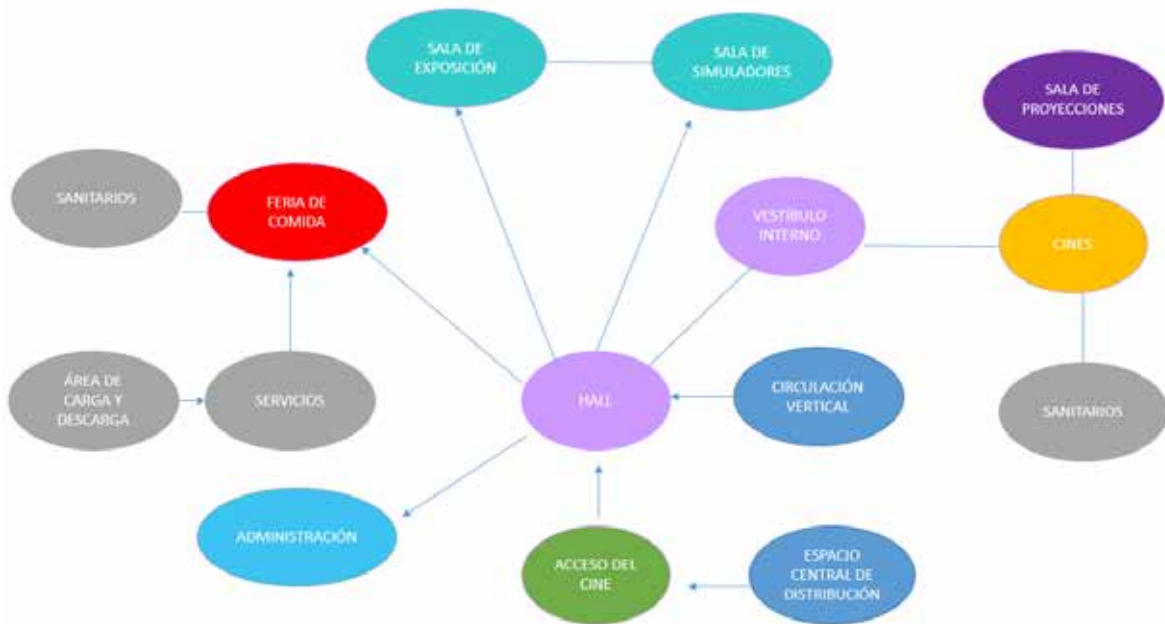 SALA DE
EXPOSICIÓN
SALA DE
SIMULADORES
SALA DE
PROYECCIONES
SANITARIOS
FERIA DE
COMIDA
VESTÍBULO
INTERNO
CINES
ÁREA DE
CARGA Y
DESCARGA
SERVICIOS
HALL
CIRCULACIÓN
VERTICAL
SANITARIOS
ADMINISTRACIÓN
ACCESO DEL
CINE
ESPACIO
CENTRAL DE
DISTRIBUCIÓN